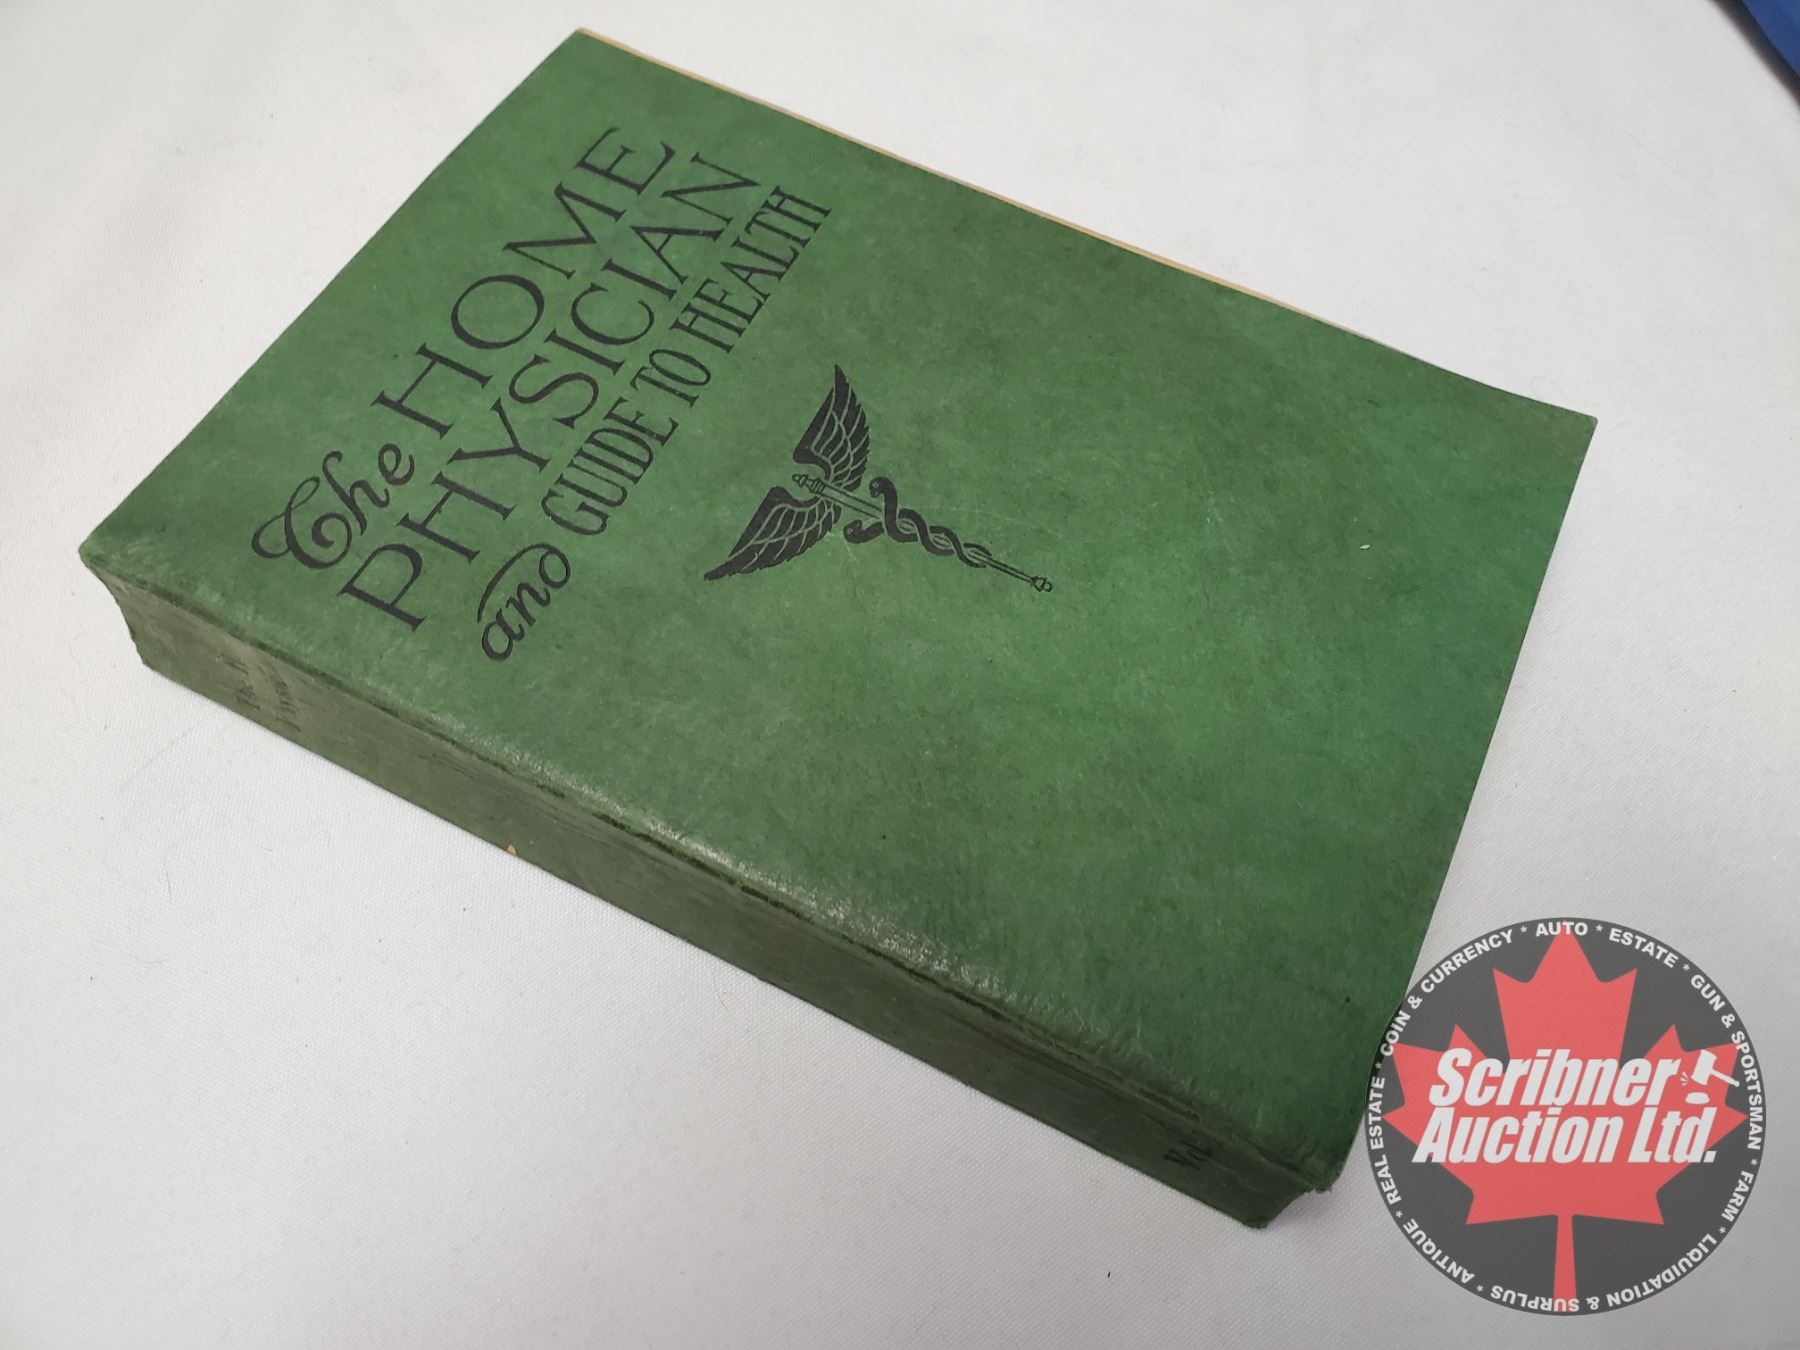 The HOME
PHYSICIAN
and GUIDE TO HEALTH
Vol.
COIN & CURRENCY * AUTO * ESTATE * GUN & SPORTSMAN * FARM * LIQUIDATION & SURPLUS * ANTIQUE * REAL ESTATE *
Scribner
Auction Ltd.